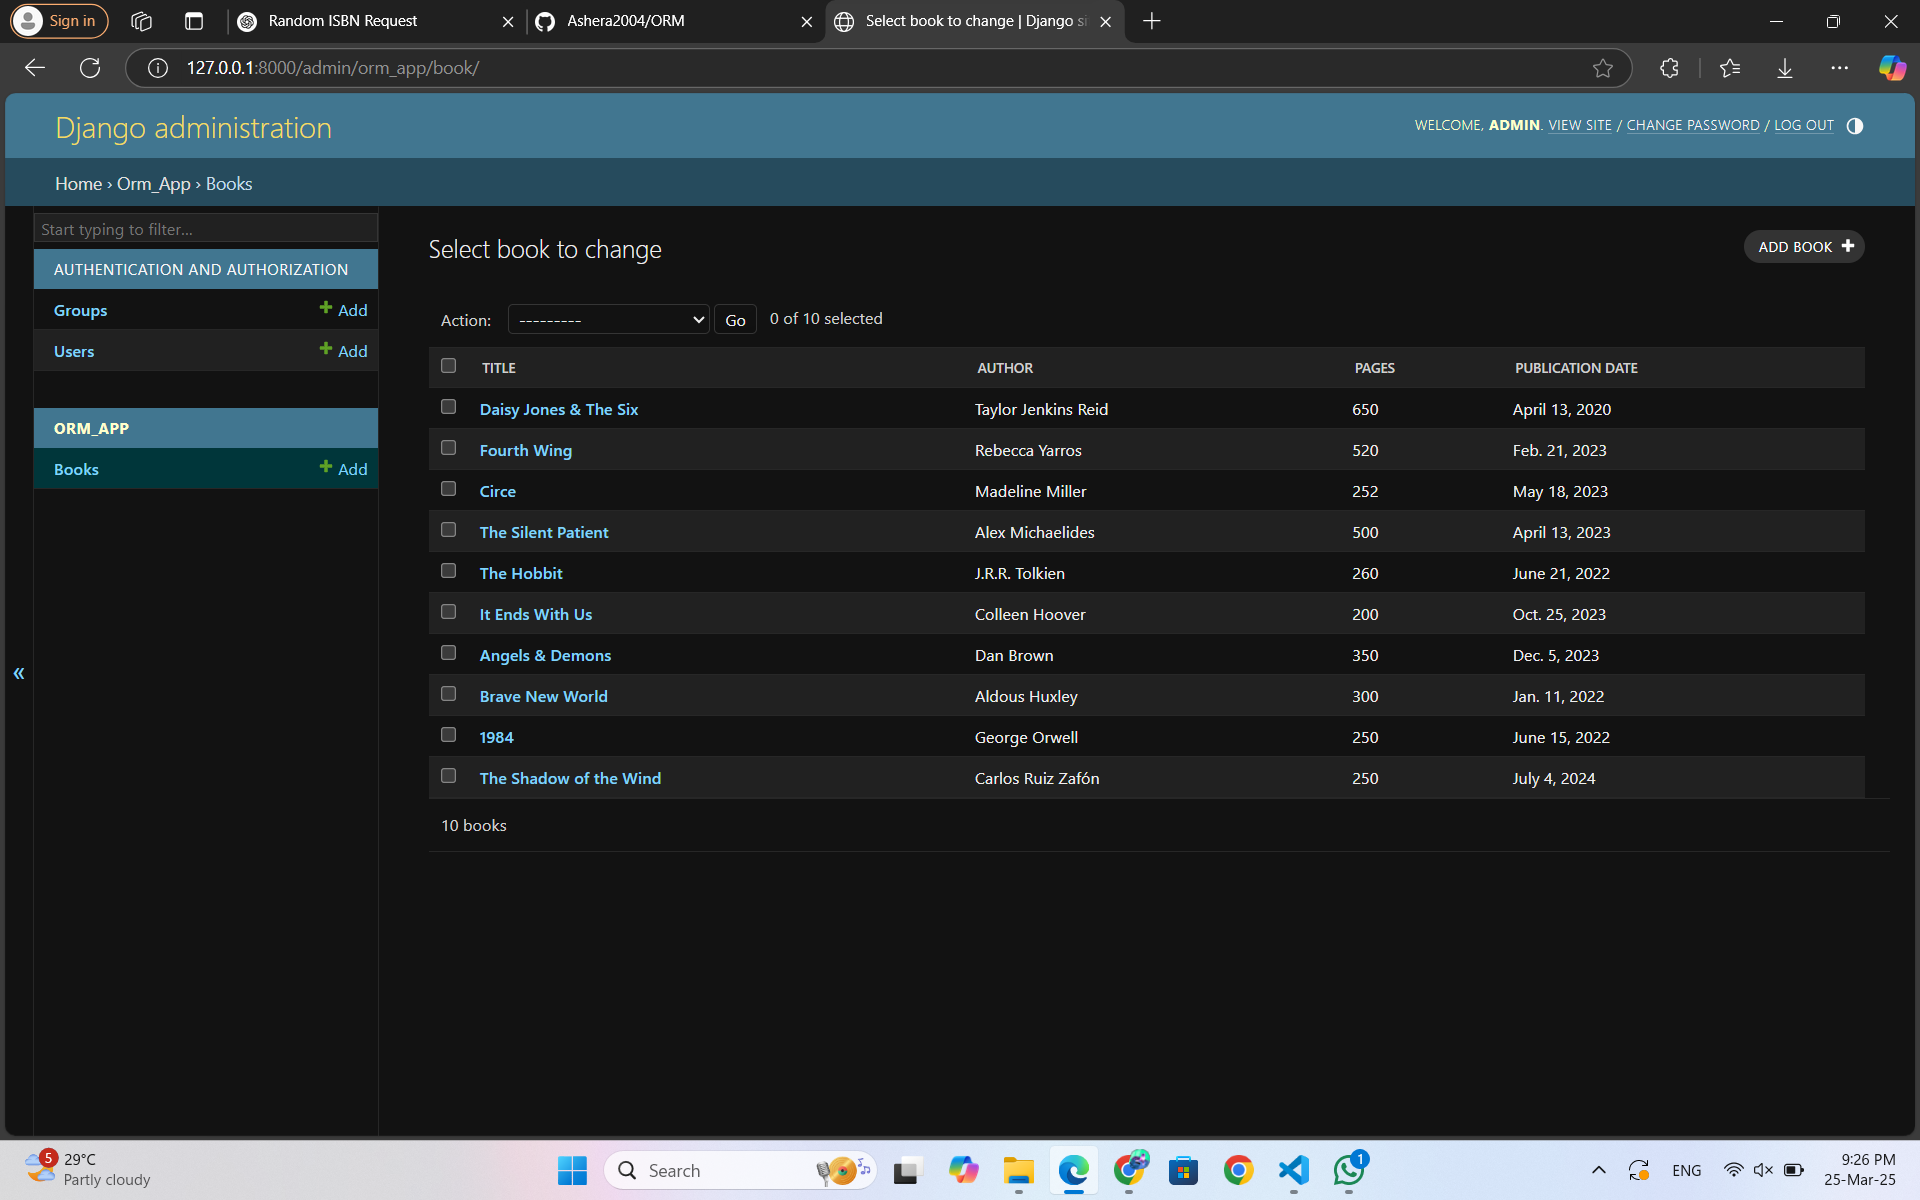 Sign in
Random ISBN Request
Ashera2004/ORM
Select book to change | Django si
127.0.0.1:8000/admin/orm_app/book/
Django administration
WELCOME, ADMIN. VIEW SITE / CHANGE PASSWORD / LOG OUT
Home › Orm_App › Books
Start typing to filter...
AUTHENTICATION AND AUTHORIZATION
Groups Add
Users Add
ORM_APP
Books Add
«
Select book to change
ADD BOOK
Action: --------- Go 0 of 10 selected
TITLE AUTHOR PAGES PUBLICATION DATE
Daisy Jones & The Six Taylor Jenkins Reid 650 April 13, 2020
Fourth Wing Rebecca Yarros 520 Feb. 21, 2023
Circe Madeline Miller 252 May 18, 2023
The Silent Patient Alex Michaelides 500 April 13, 2023
The Hobbit J.R.R. Tolkien 260 June 21, 2022
It Ends With Us Colleen Hoover 200 Oct. 25, 2023
Angels & Demons Dan Brown 350 Dec. 5, 2023
Brave New World Aldous Huxley 300 Jan. 11, 2022
1984 George Orwell 250 June 15, 2022
The Shadow of the Wind Carlos Ruiz Zafón 250 July 4, 2024
10 books
5
29°C
Partly cloudy
Search
1
ENG
9:26 PM
25-Mar-25